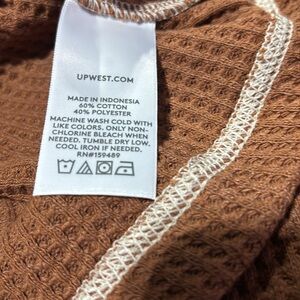 UPWEST.COM
MADE IN INDONESIA
60% COTTON
40% POLYESTER
MACHINE WASH COLD WITH
LIKE COLORS. ONLY NON-
CHLORINE BLEACH WHEN
NEEDED. TUMBLE DRY LOW.
COOL IRON IF NEEDED.
RN#159489